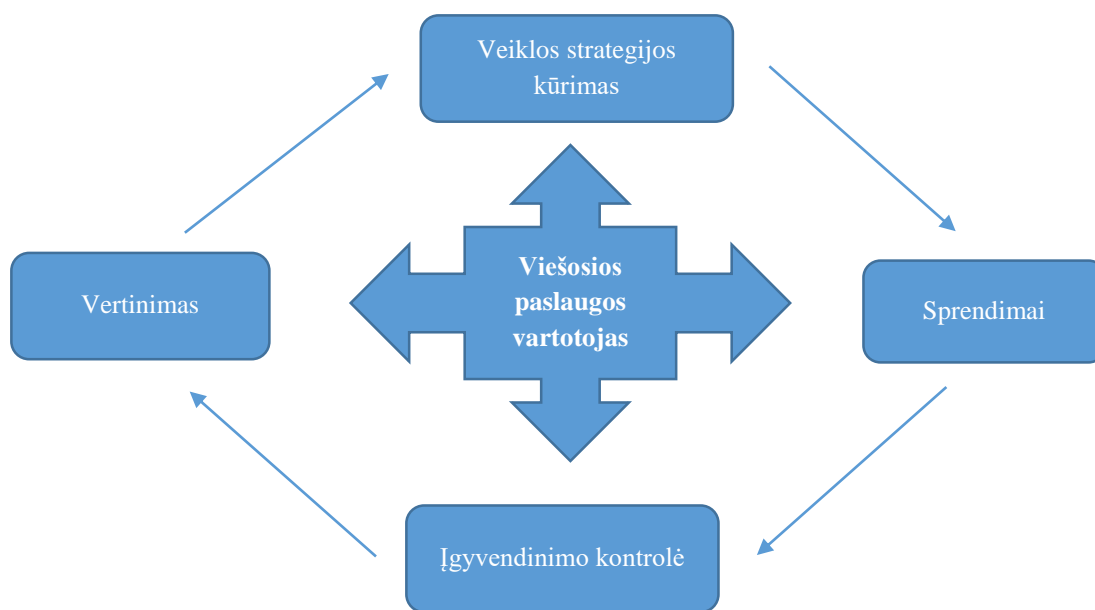 Veiklos strategijos
kūrimas
Viešosios
paslaugos
vartotojas
Vertinimas
Sprendimai
Įgyvendinimo kontrolė